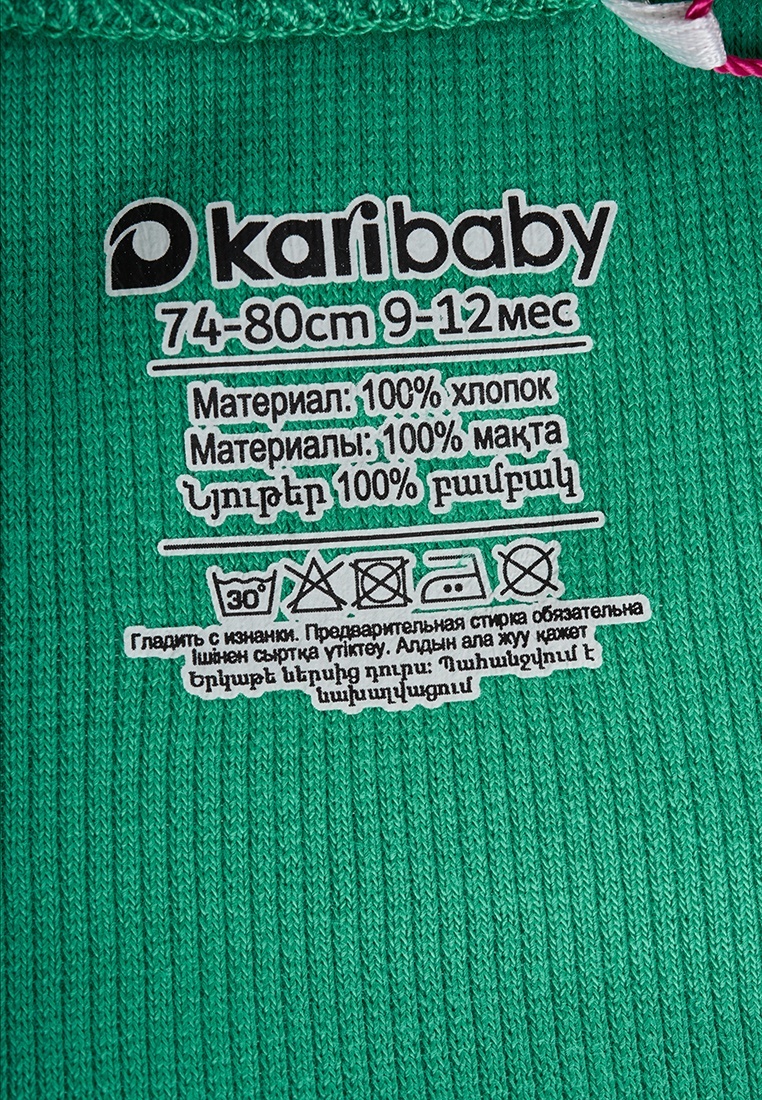 karibaby
74-80cm 9-12мес
Материал: 100% хлопок
Материалы: 100% мақта
Նյութեր 100% բամբակ
30°
Гладить с изнанки. Предварительная стирка обязательна
Ішінен сыртқа үтіктеу. Алдын ала жуу қажет
Երկաթե ներսից դուրս: Պահանջվում է
նախալվացում